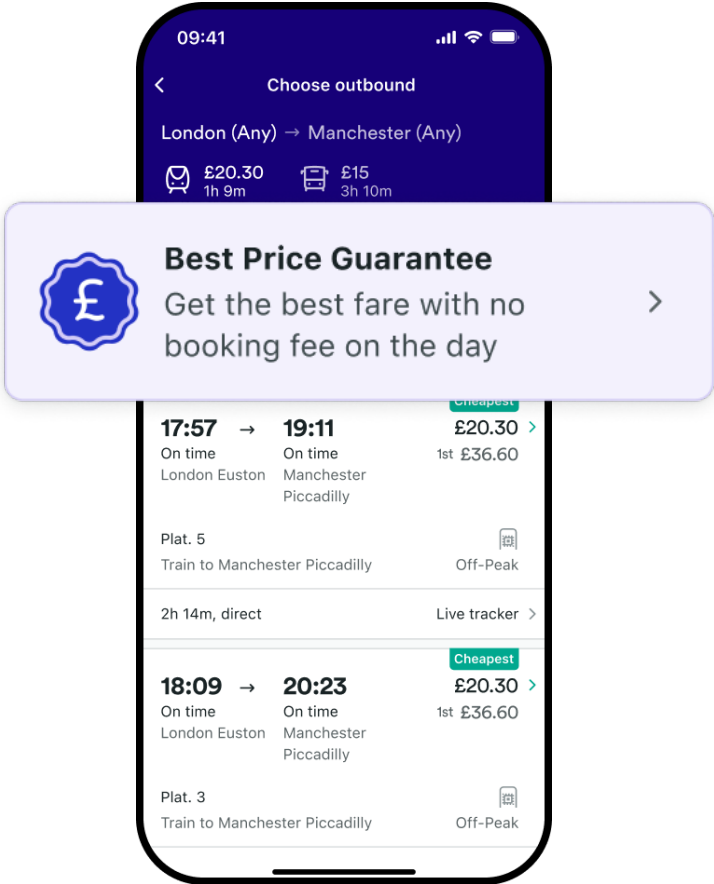 09:41
Choose outbound
London (Any) → Manchester (Any)
£20.30 £15
1h 9m 3h 10m
£
Best Price Guarantee
Get the best fare with no
booking fee on the day
Cheapest
17:57 → 19:11 £20.30
On time On time 1st £36.60
London Euston Manchester
Piccadilly
Plat. 5
Train to Manchester Piccadilly Off-Peak
2h 14m, direct Live tracker
Cheapest
18:09 → 20:23 £20.30
On time On time 1st £36.60
London Euston Manchester
Piccadilly
Plat. 3
Train to Manchester Piccadilly Off-Peak